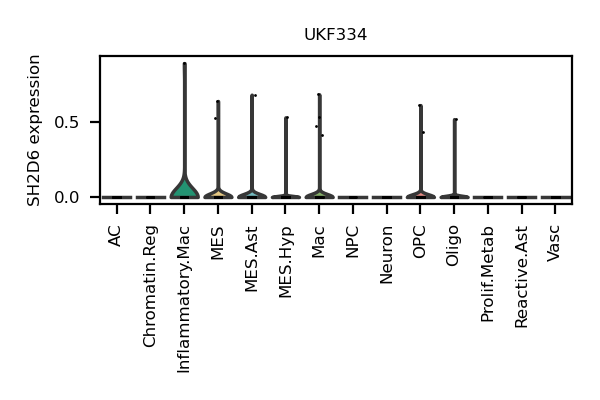 UKF334
SH2D6 expression
0.5
0.0
AC
Chromatin.Reg
Inflammatory.Mac
MES
MES.Ast
MES.Hyp
Mac
NPC
Neuron
OPC
Oligo
Prolif.Metab
Reactive.Ast
Vasc